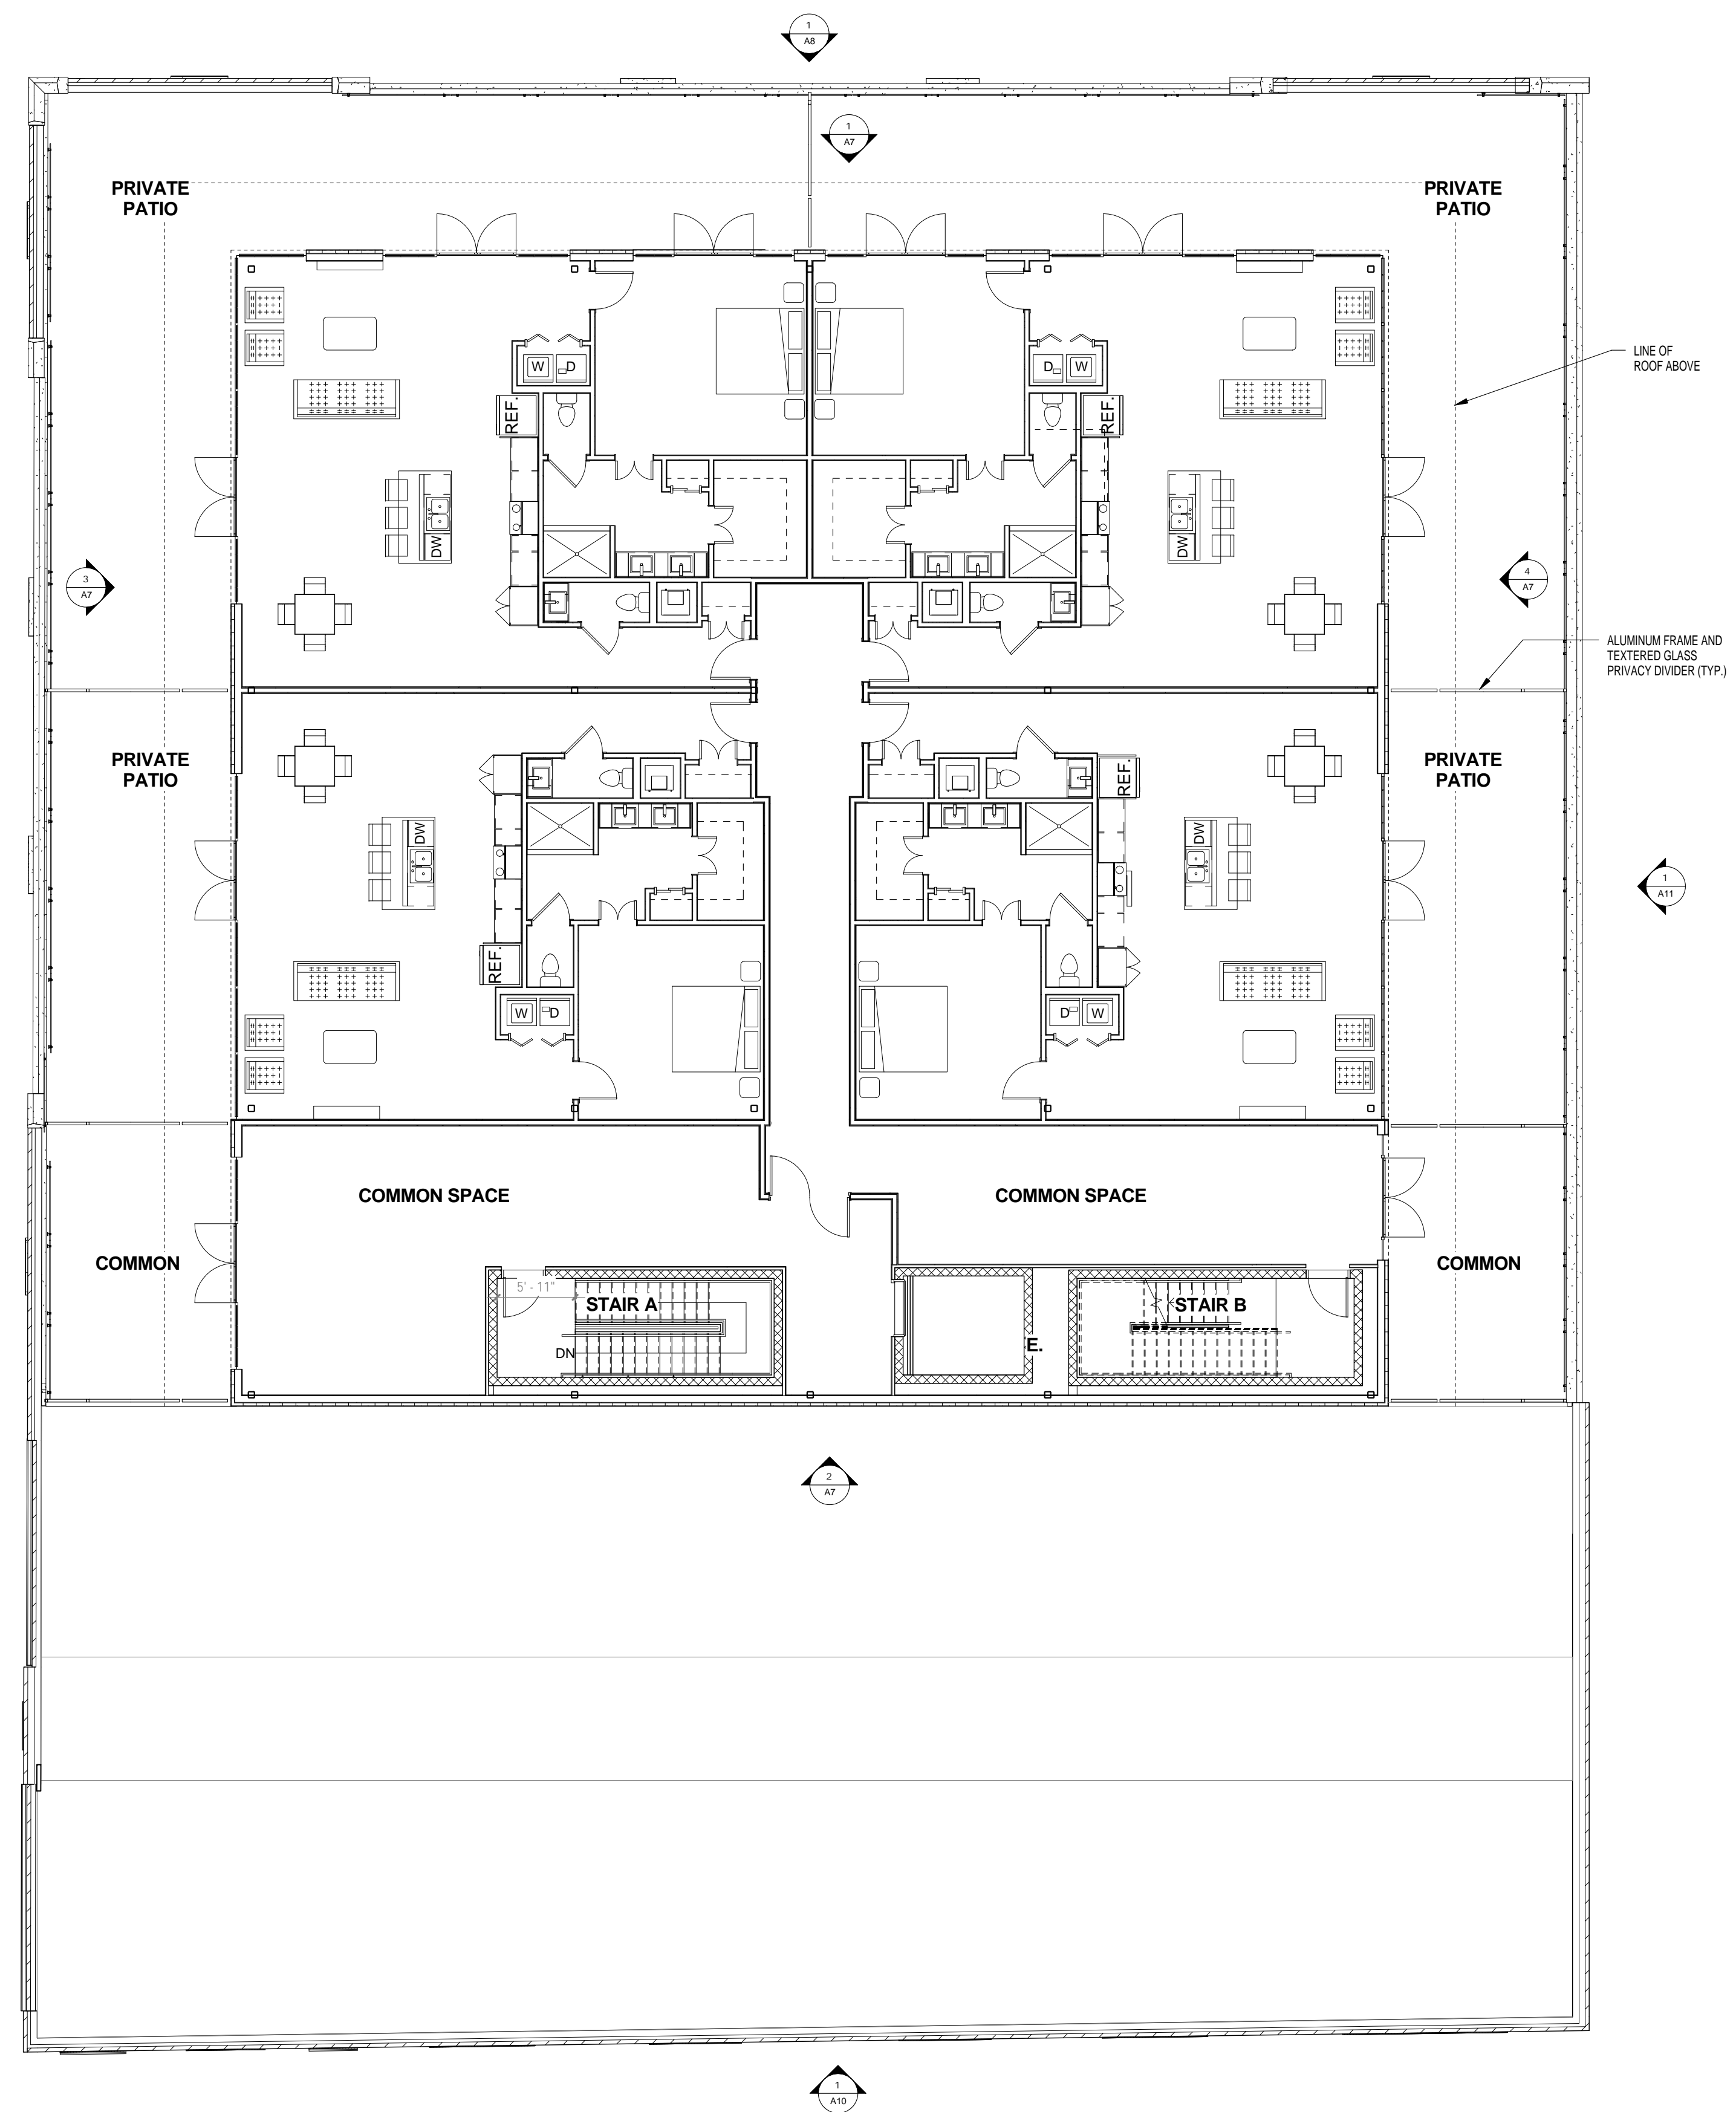 1
A8
1
A7
PRIVATE
PATIO
PRIVATE
PATIO
LINE OF
ROOF ABOVE
W
D
D
W
REF.
REF.
DW
DW
3
A7
4
A7
ALUMINUM FRAME AND
TEXTERED GLASS
PRIVACY DIVIDER (TYP.)
PRIVATE
PATIO
PRIVATE
PATIO
REF.
DW
DW
1
A11
REF.
W
D
D
W
COMMON SPACE
COMMON SPACE
COMMON
COMMON
5' - 11"
STAIR A
STAIR B
DN
E.
2
A7
1
A10